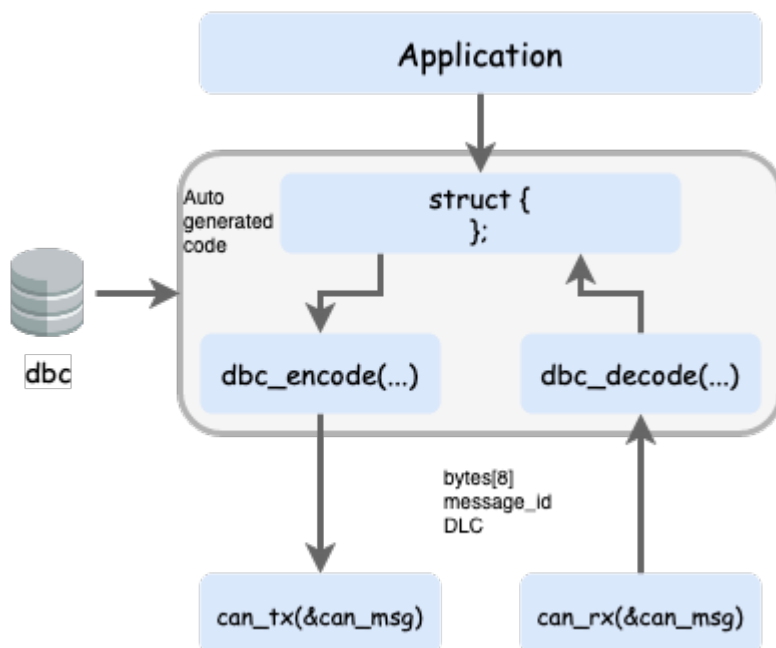 Application
Auto
generated
code
struct {
};
dbc
dbc_encode(...)
dbc_decode(...)
bytes[8]
message_id
DLC
can_tx(&can_msg)
can_rx(&can_msg)